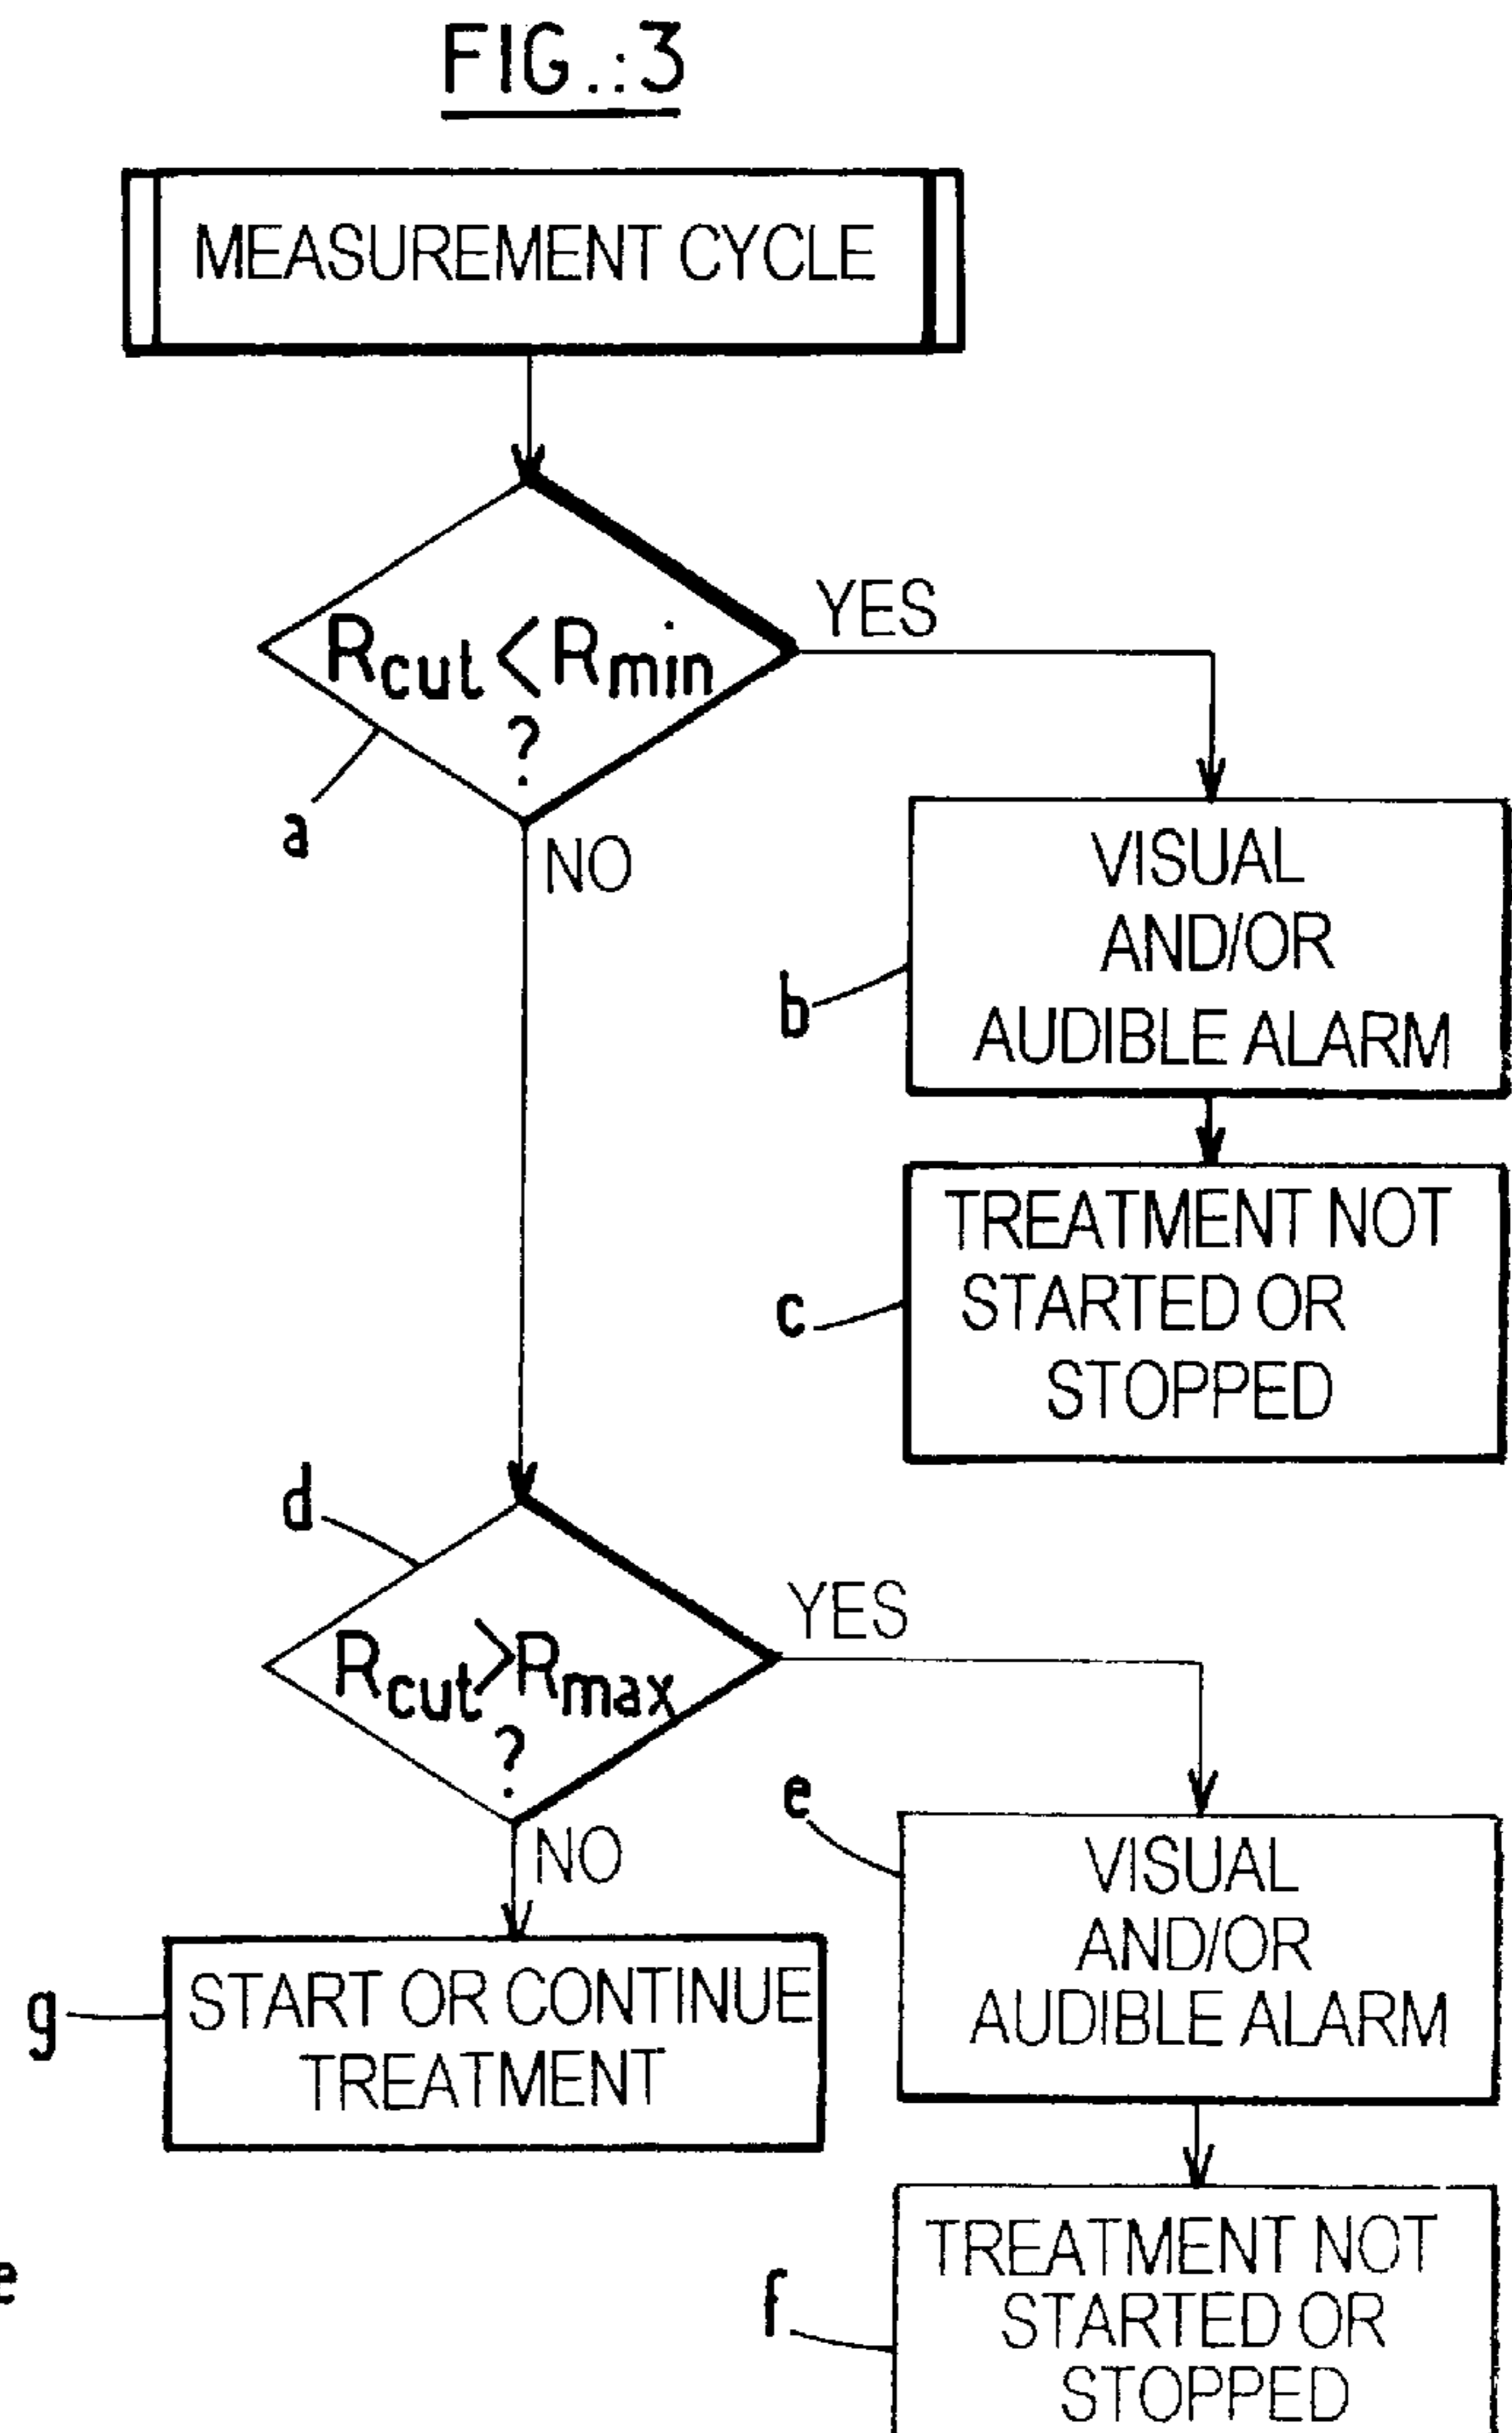 FIG.:3
MEASUREMENT CYCLE
Rcut<Rmin
?
YES
a
NO
VISUAL
AND/OR
AUDIBLE ALARM
b
TREATMENT NOT
STARTED OR
STOPPED
c
d
Rcut>Rmax
?
YES
NO
e
VISUAL
AND/OR
AUDIBLE ALARM
g
START OR CONTINUE
TREATMENT
e
f
TREATMENT NOT
STARTED OR
STOPPED